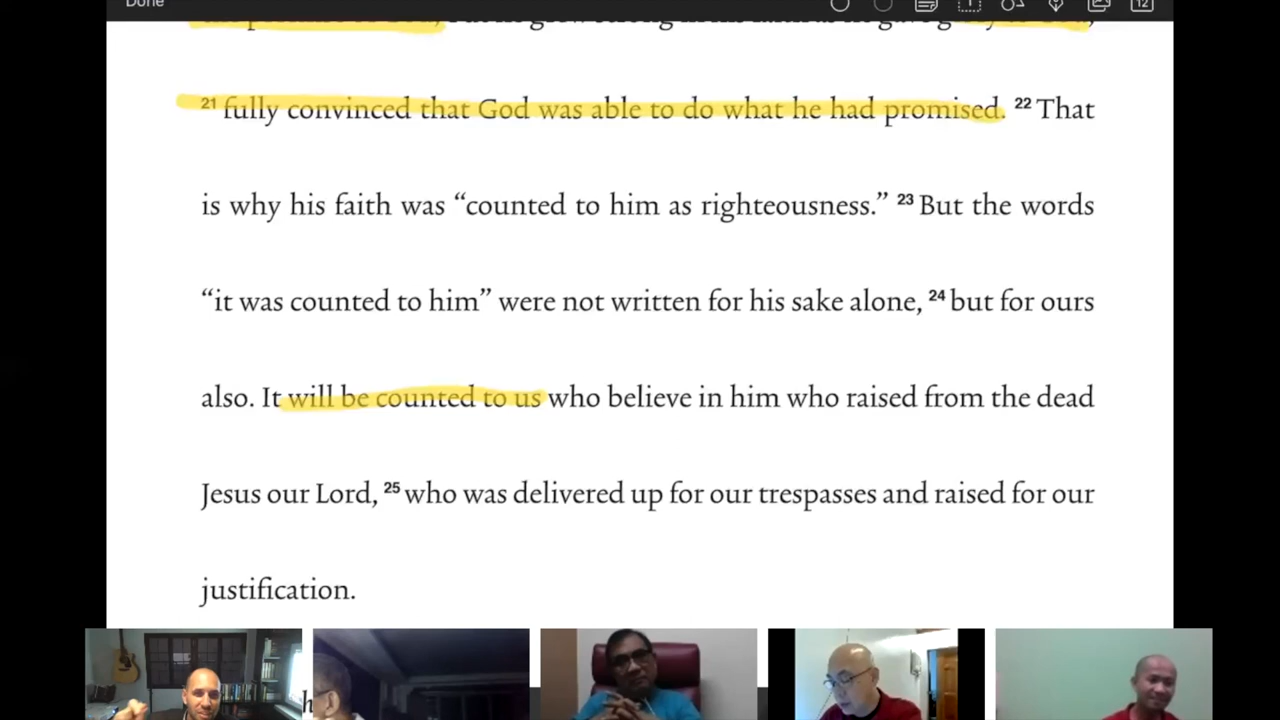 Done
12
21 fully convinced that God was able to do what he had promised. 22 That
is why his faith was “counted to him as righteousness.” 23 But the words
“it was counted to him” were not written for his sake alone, 24 but for ours
also. It will be counted to us who believe in him who raised from the dead
Jesus our Lord, 25 who was delivered up for our trespasses and raised for our
justification.